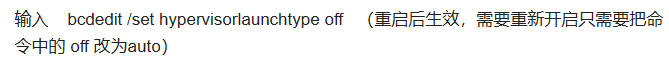 输入    bcdedit /set hypervisorlaunchtype off    （重启后生效，需要重新开启只需要把命
令中的 off 改为auto）